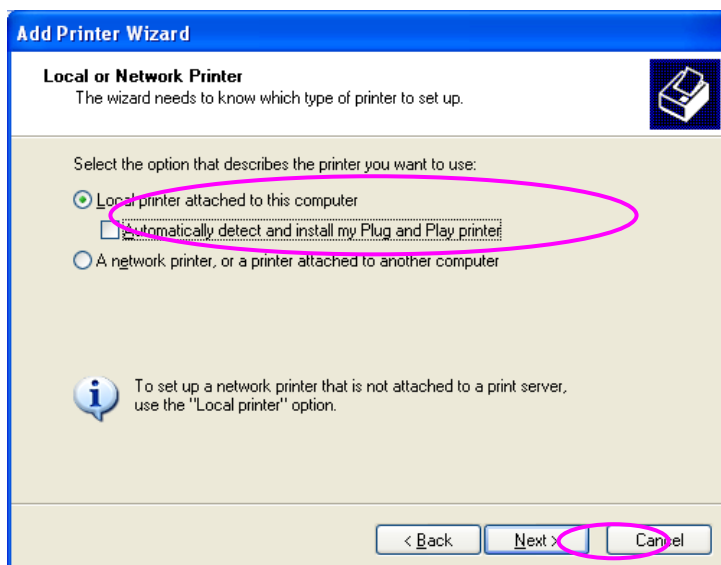 Add Printer Wizard
Local or Network Printer
The wizard needs to know which type of printer to set up.
Select the option that describes the printer you want to use:
Local printer attached to this computer
Automatically detect and install my Plug and Play printer
A network printer, or a printer attached to another computer
To set up a network printer that is not attached to a print server,
use the "Local printer" option.
< Back Next > Cancel